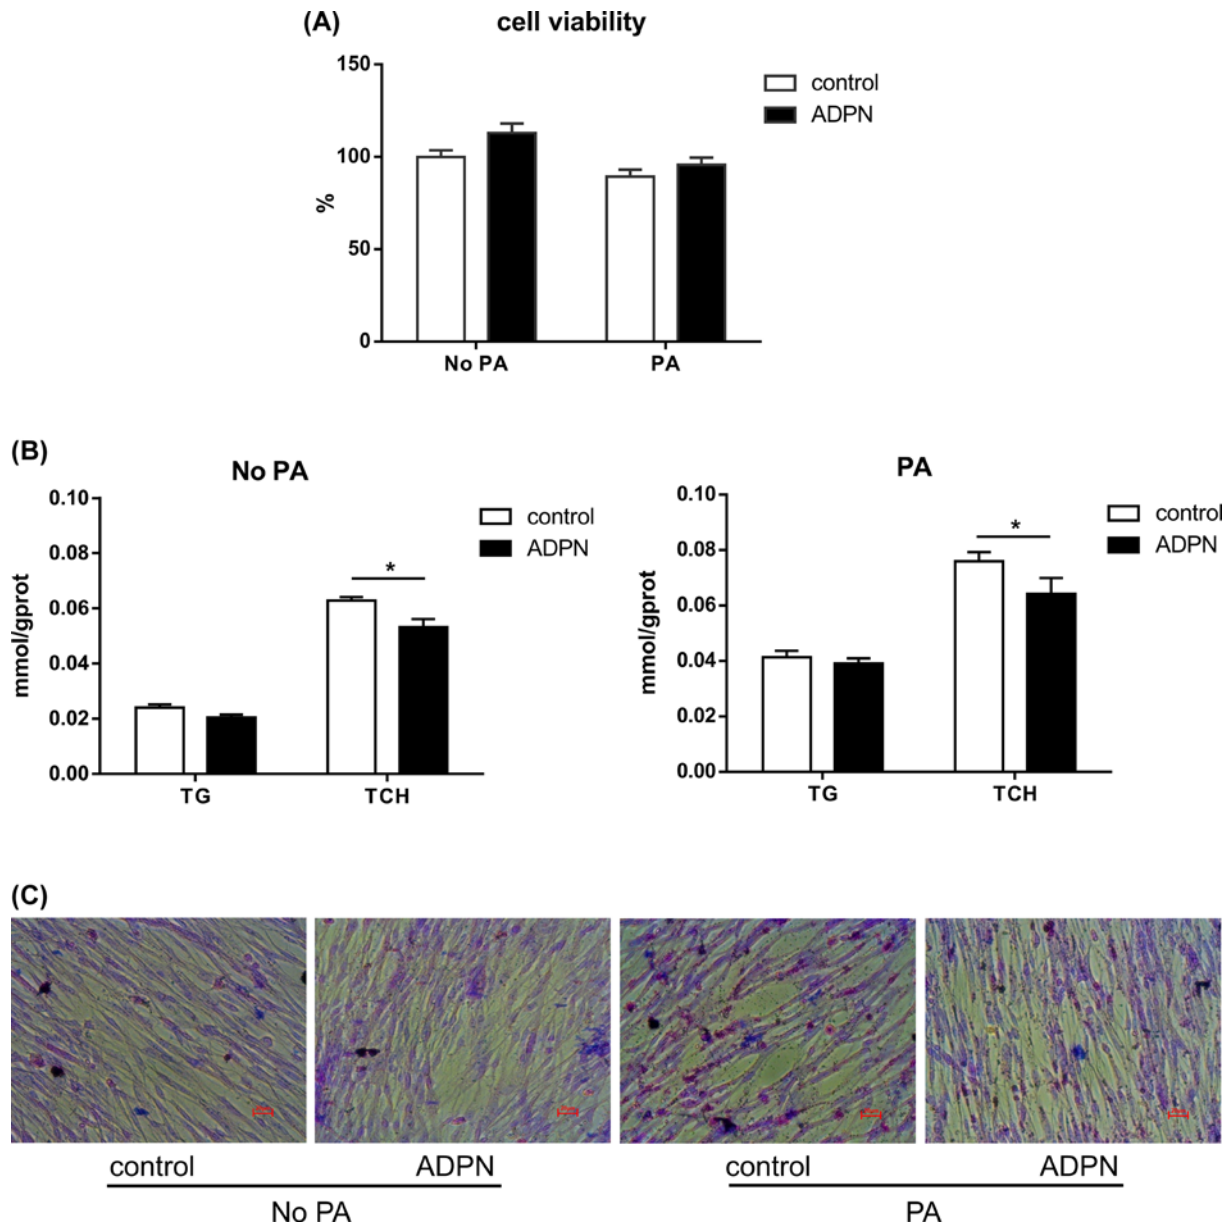 (A)
cell viability
150
100
50
0
%
control
ADPN
No PA
PA
(B)
No PA
0.10
0.08
0.06
0.04
0.02
0.00
mmol/gprot
control
ADPN
*
TG
TCH
PA
0.10
0.08
0.06
0.04
0.02
0.00
mmol/gprot
control
ADPN
*
TG
TCH
(C)
control
ADPN
control
ADPN
No PA
PA